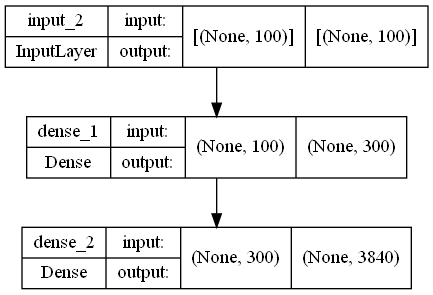 input_2 input: [(None, 100)] [(None, 100)]
InputLayer output:
dense_1 input: (None, 100) (None, 300)
Dense output:
dense_2 input: (None, 300) (None, 3840)
Dense output: